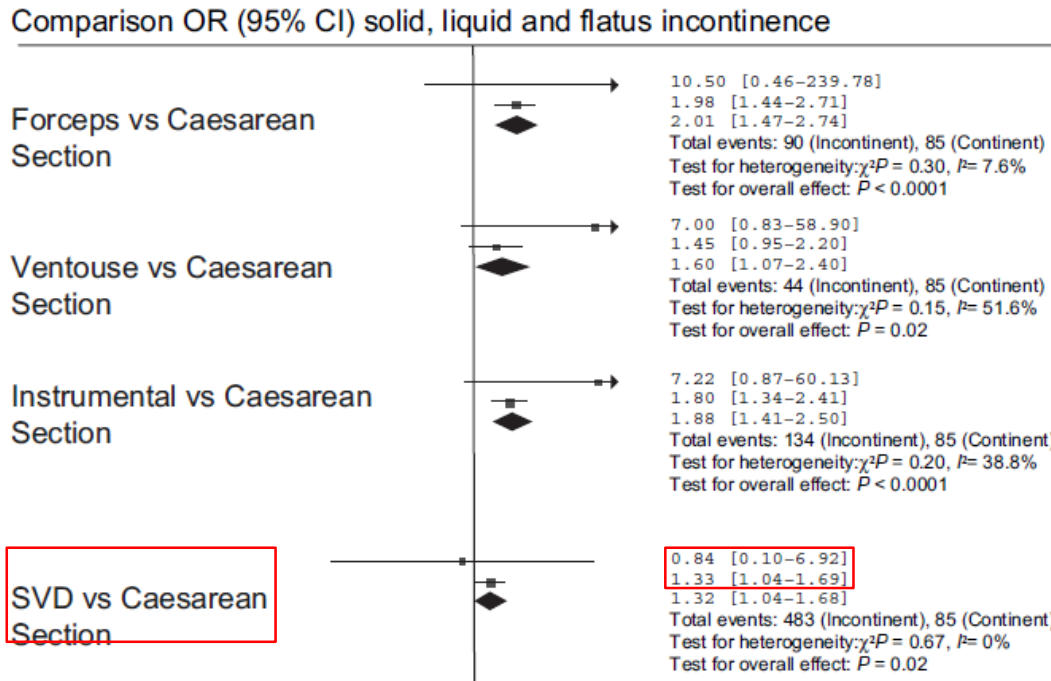 Comparison OR (95% CI) solid, liquid and flatus incontinence
Forceps vs Caesarean
Section
10.50 [0.46-239.78]
1.98 [1.44-2.71]
2.01 [1.47-2.74]
Total events: 90 (Incontinent), 85 (Continent)
Test for heterogeneity:χ²P = 0.30, I²= 7.6%
Test for overall effect: P < 0.0001
Ventouse vs Caesarean
Section
7.00 [0.83-58.90]
1.45 [0.95-2.20]
1.60 [1.07-2.40]
Total events: 44 (Incontinent), 85 (Continent)
Test for heterogeneity:χ²P = 0.15, I²= 51.6%
Test for overall effect: P = 0.02
Instrumental vs Caesarean
Section
7.22 [0.87-60.13]
1.80 [1.34-2.41]
1.88 [1.41-2.50]
Total events: 134 (Incontinent), 85 (Continent)
Test for heterogeneity:χ²P = 0.20, I²= 38.8%
Test for overall effect: P < 0.0001
SVD vs Caesarean
Section
0.84 [0.10-6.92]
1.33 [1.04-1.69]
1.32 [1.04-1.68]
Total events: 483 (Incontinent), 85 (Continent)
Test for heterogeneity:χ²P = 0.67, I²= 0%
Test for overall effect: P = 0.02